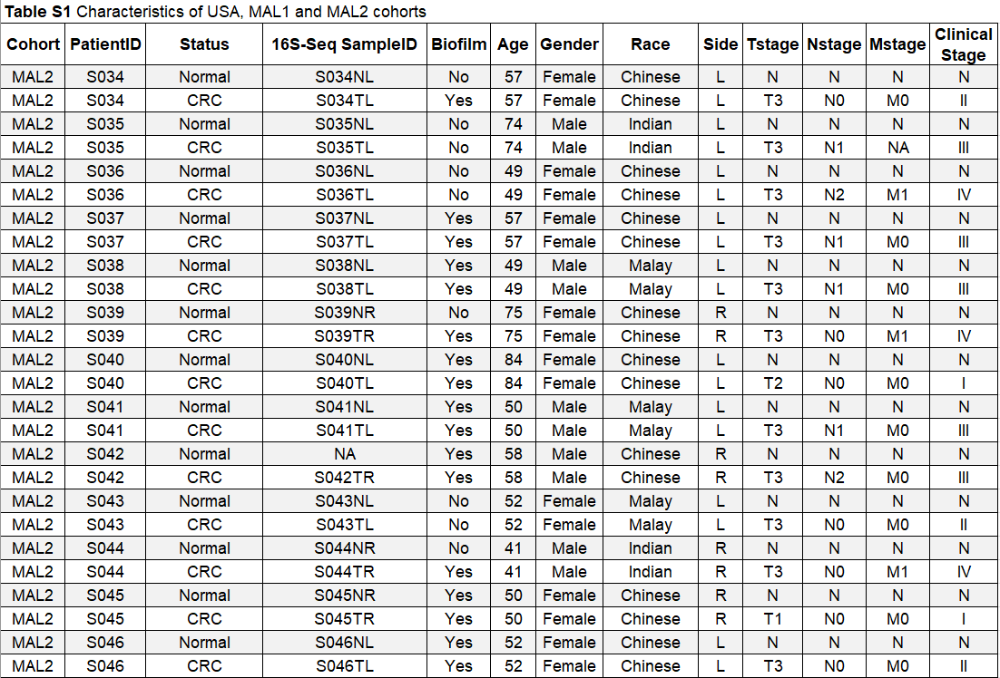 Table S1 Characteristics of USA, MAL1 and MAL2 cohorts
Cohort PatientID Status 16S-Seq SampleID Biofilm Age Gender Race Side Tstage Nstage Mstage Clinical Stage
MAL2 S034 Normal S034NL No 57 Female Chinese L N N N N
MAL2 S034 CRC S034TL Yes 57 Female Chinese L T3 N0 M0 II
MAL2 S035 Normal S035NL No 74 Male Indian L N N N N
MAL2 S035 CRC S035TL No 74 Male Indian L T3 N1 NA III
MAL2 S036 Normal S036NL No 49 Female Chinese L N N N N
MAL2 S036 CRC S036TL No 49 Female Chinese L T3 N2 M1 IV
MAL2 S037 Normal S037NL Yes 57 Female Chinese L N N N N
MAL2 S037 CRC S037TL Yes 57 Female Chinese L T3 N1 M0 III
MAL2 S038 Normal S038NL Yes 49 Male Malay L N N N N
MAL2 S038 CRC S038TL Yes 49 Male Malay L T3 N1 M0 III
MAL2 S039 Normal S039NR No 75 Female Chinese R N N N N
MAL2 S039 CRC S039TR Yes 75 Female Chinese R T3 N0 M1 IV
MAL2 S040 Normal S040NL Yes 84 Female Chinese L N N N N
MAL2 S040 CRC S040TL Yes 84 Female Chinese L T2 N0 M0 I
MAL2 S041 Normal S041NL Yes 50 Male Malay L N N N N
MAL2 S041 CRC S041TL Yes 50 Male Malay L T3 N1 M0 III
MAL2 S042 Normal NA Yes 58 Male Chinese R N N N N
MAL2 S042 CRC S042TR Yes 58 Male Chinese R T3 N2 M0 III
MAL2 S043 Normal S043NL No 52 Female Malay L N N N N
MAL2 S043 CRC S043TL No 52 Female Malay L T3 N0 M0 II
MAL2 S044 Normal S044NR No 41 Male Indian R N N N N
MAL2 S044 CRC S044TR Yes 41 Male Indian R T3 N0 M1 IV
MAL2 S045 Normal S045NR Yes 50 Female Chinese R N N N N
MAL2 S045 CRC S045TR Yes 50 Female Chinese R T1 N0 M0 I
MAL2 S046 Normal S046NL Yes 52 Female Chinese L N N N N
MAL2 S046 CRC S046TL Yes 52 Female Chinese L T3 N0 M0 II